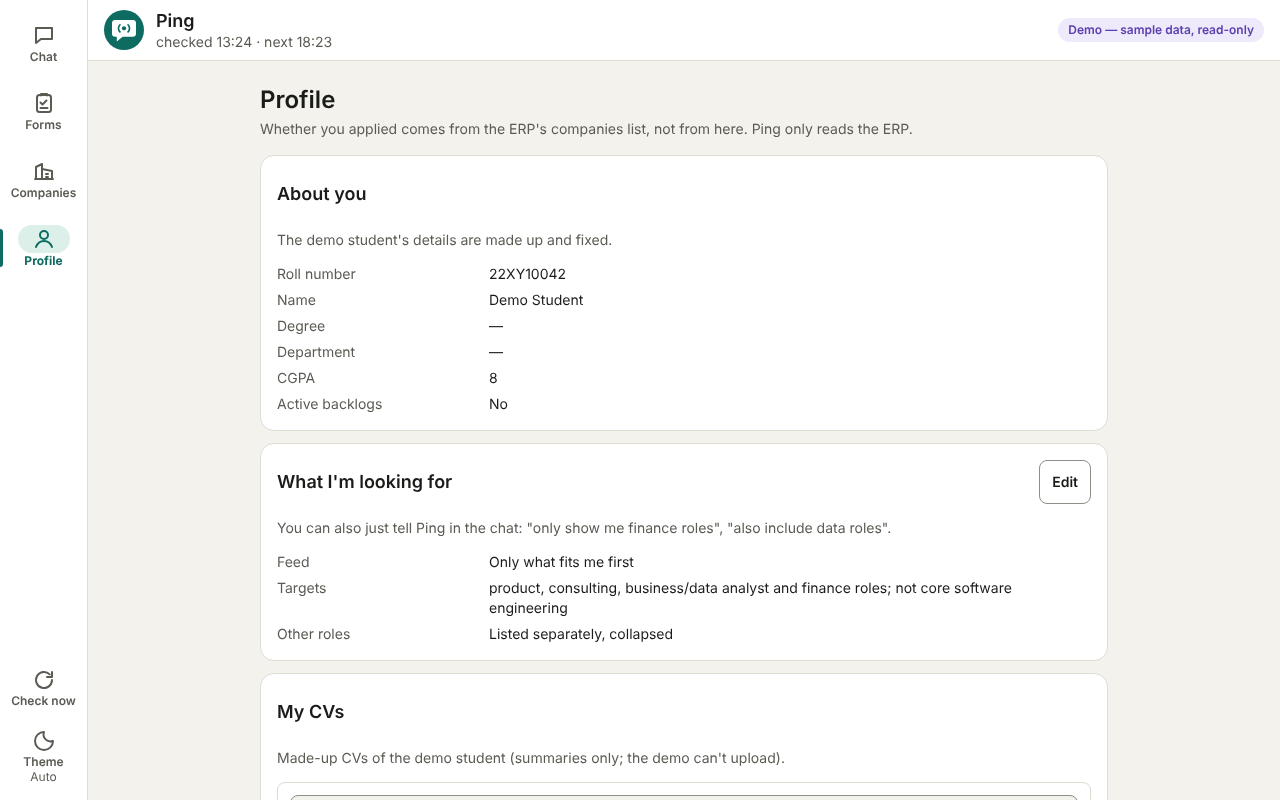 Chat
Forms
Companies
Profile
Check now
Theme
Auto
Ping
checked 13:24 · next 18:23
Demo — sample data, read-only
Profile
Whether you applied comes from the ERP's companies list, not from here. Ping only reads the ERP.
About you
The demo student's details are made up and fixed.
Roll number 22XY10042
Name Demo Student
Degree —
Department —
CGPA 8
Active backlogs No
What I'm looking for
Edit
You can also just tell Ping in the chat: "only show me finance roles", "also include data roles".
Feed Only what fits me first
Targets product, consulting, business/data analyst and finance roles; not core software
engineering
Other roles Listed separately, collapsed
My CVs
Made-up CVs of the demo student (summaries only; the demo can't upload).